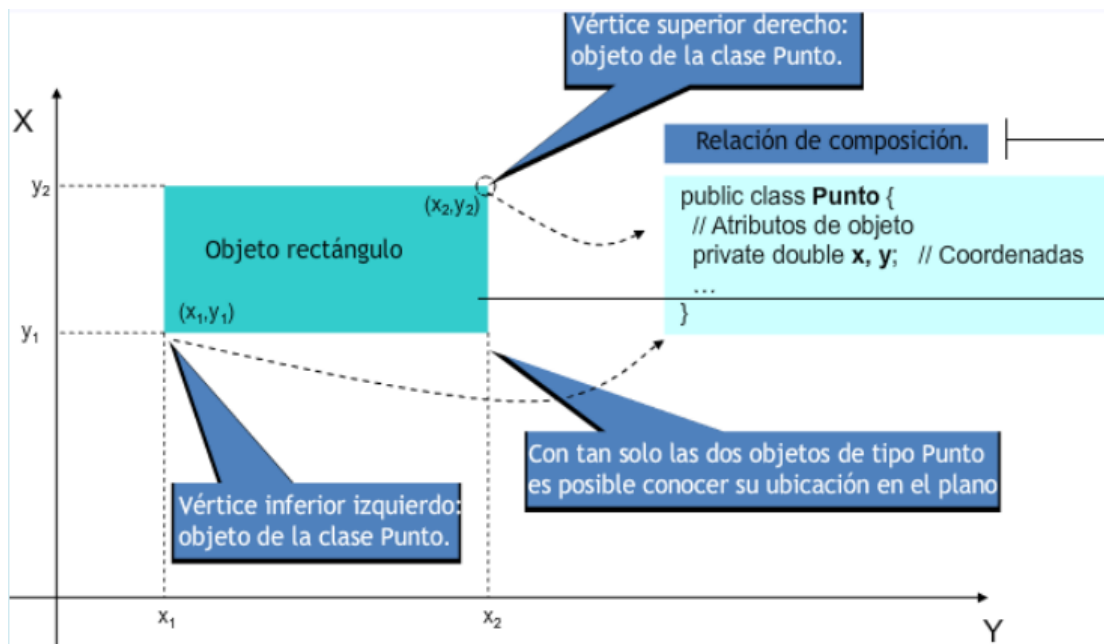 Vértice superior derecho:
objeto de la clase Punto.
X
Relación de composición.
y₂
(x₂,y₂)
public class Punto {
// Atributos de objeto
private double x, y; // Coordenadas
...
}
Objeto rectángulo
(x₁,y₁)
y₁
Con tan solo las dos objetos de tipo Punto
es posible conocer su ubicación en el plano
Vértice inferior izquierdo:
objeto de la clase Punto.
x₁
x₂
Y